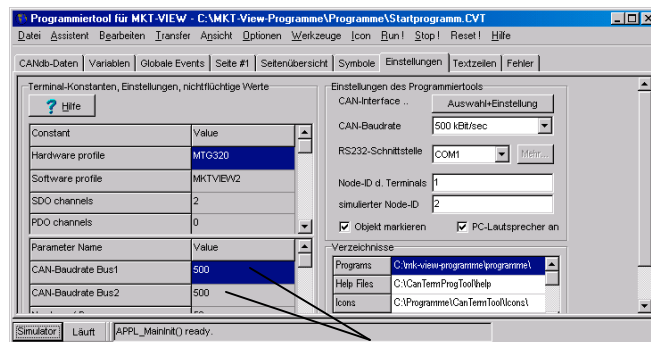 Programmiertool für MKT-VIEW - C:\MKT-View-Programme\Programme\Startprogramm.CVT
Datei Assistent Bearbeiten Transfer Ansicht Optionen Werkzeuge Icon Run! Stop! Reset! Hilfe
CANdb-Daten Variablen Globale Events Seite #1 Seitenübersicht Symbole Einstellungen Textzeilen Fehler
Terminal-Konstanten, Einstellungen, nichtflüchtige Werte
? Hilfe
Constant Value
Hardware profile MTG320
Software profile MKTVIEW2
SDO channels 2
PDO channels 0
Parameter Name Value
CAN-Baudrate Bus1 500
CAN-Baudrate Bus2 500
Einstellungen des Programmiertools
CAN-Interface .. Auswahl+Einstellung
CAN-Baudrate 500 kBit/sec
RS232-Schnittstelle COM1 Mehr...
Node-ID d. Terminals 1
simulierter Node-ID 2
Objekt markieren PC-Lautsprecher an
Verzeichnisse
Programs C:\mk-view-programme\programme\
Help Files C:\CanTermProgTool\help
Icons C:\Programme\CanTermTool\Icons\
Simulator Läuft APPL_MainInit() ready.